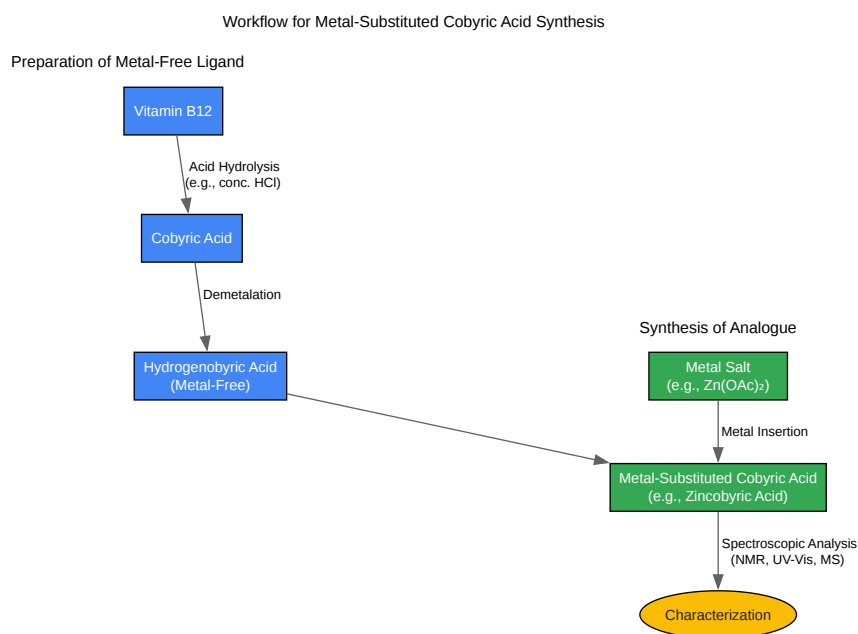 Workflow for Metal-Substituted Cobyric Acid Synthesis
Preparation of Metal-Free Ligand
Vitamin B12
Acid Hydrolysis
(e.g., conc. HCl)
Cobyric Acid
Demetalation
Hydrogenobyric Acid
(Metal-Free)
Synthesis of Analogue
Metal Salt
(e.g., Zn(OAc)₂)
Metal Insertion
Metal-Substituted Cobyric Acid
(e.g., Zincobyric Acid)
Spectroscopic Analysis
(NMR, UV-Vis, MS)
Characterization